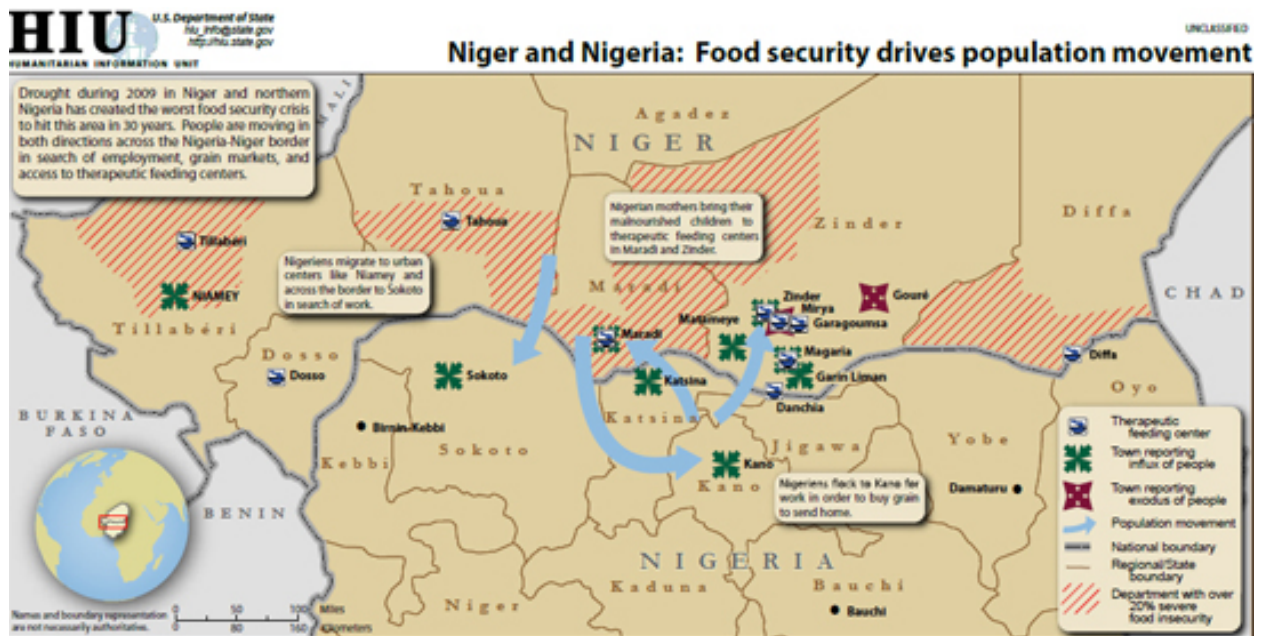 HIU
U.S. Department of State
hiu_info@state.gov
http://hiu.state.gov
HUMANITARIAN INFORMATION UNIT
UNCLASSIFIED
Niger and Nigeria: Food security drives population movement
Drought during 2009 in Niger and northern
Nigeria has created the worst food security crisis
to hit this area in 30 years. People are moving in
both directions across the Nigeria-Niger border
in search of employment, grain markets, and
access to therapeutic feeding centers.
MALI
Agadez
NIGER
Tahoua
Tahoua
Nigerian mothers bring their
malnourished children to
therapeutic feeding centers
in Maradi and Zinder.
Zinder
Diffa
Tillabéri
Nigeriens migrate to urban
centers like Niamey and
across the border to Sokoto
in search of work.
NIAMEY
Maradi
Zinder
Mirya
Gouré
CHAD
Tillabéri
Matameye
Garagoumsa
Maradi
Dosso
Magaria
Diffa
Dosso
Sokoto
Katsina
Garin Liman
Oyo
Danchia
BURKINA
FASO
Birnin-Kebbi
Katsina
Jigawa
Yobe
Sokoto
Kebbi
Kano
Kano
Nigeriens flock to Kano for
work in order to buy grain
to send home.
Damaturu
BENIN
NIGERIA
Kaduna
Bauchi
Niger
Bauchi
Therapeutic
feeding center
Town reporting
influx of people
Town reporting
exodus of people
Population movement
National boundary
Regional/State
boundary
Department with over
20% severe
food insecurity
Names and boundary representation
are not necessarily authoritative.
0 50 100 Miles
0 80 160 Kilometers